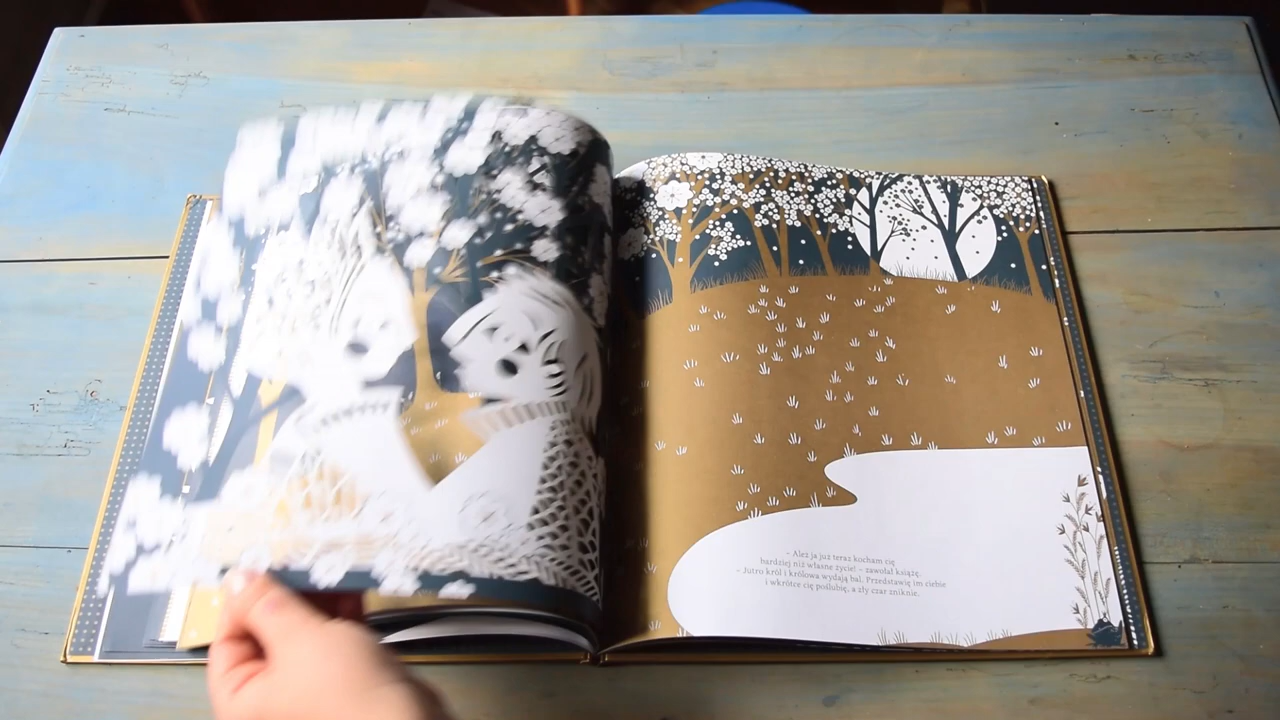 – Ależ ja już teraz kocham cię
bardziej niż własne życie! – zawołał książę.
– Jutro król i królowa wydają bal. Przedstawię im ciebie
i wkrótce cię poślubię, a zły czar zniknie.